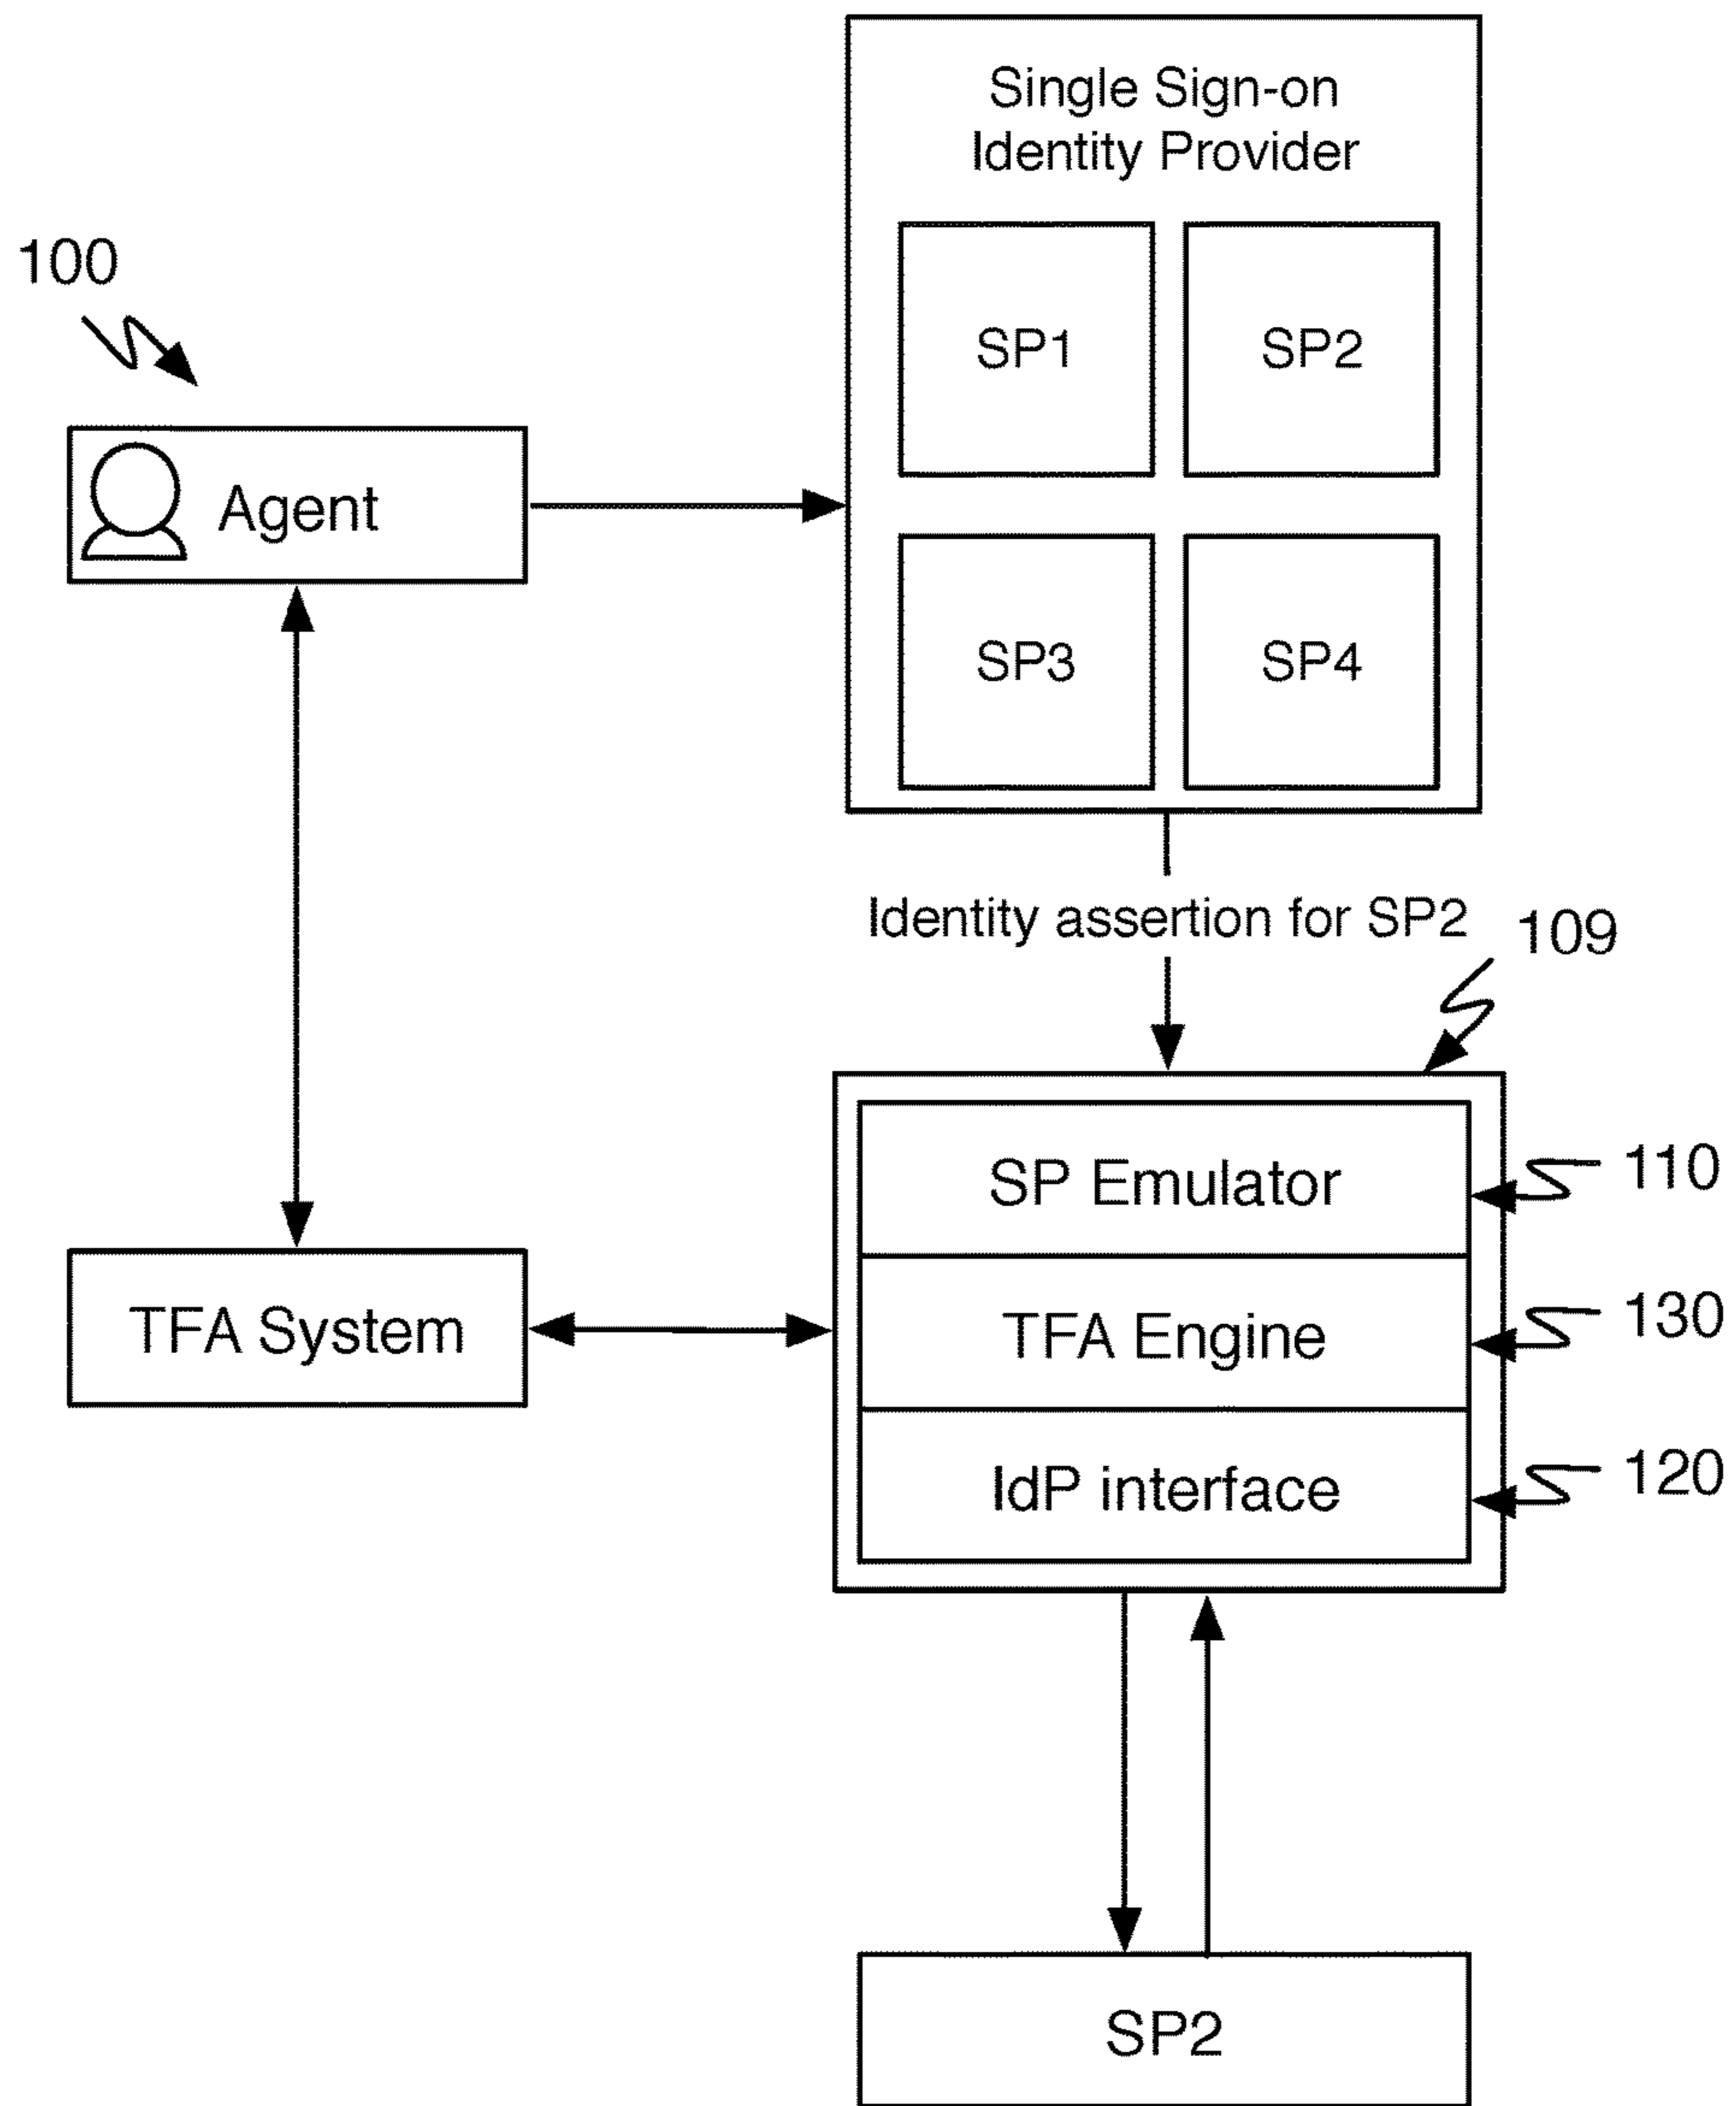 Single Sign-on
Identity Provider
100
SP1
SP2
Agent
SP3
SP4
Identity assertion for SP2
109
SP Emulator
110
TFA System
TFA Engine
130
IdP interface
120
SP2